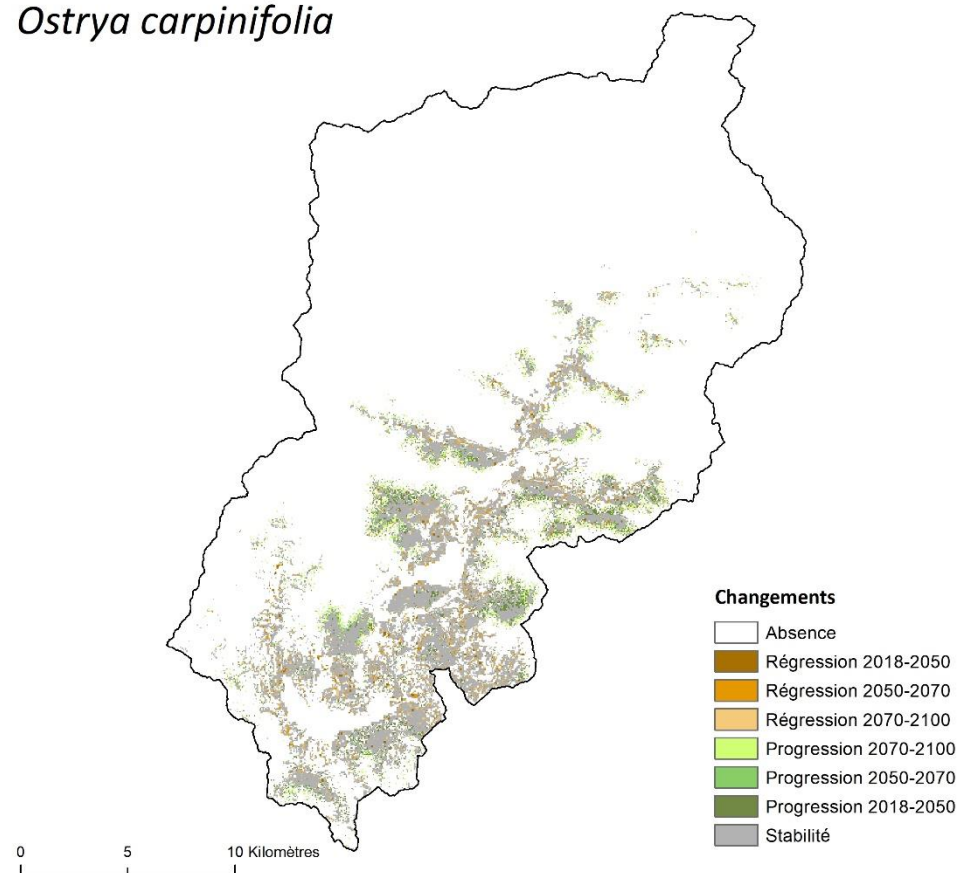 Ostrya carpinifolia
Changements
Absence
Régression 2018-2050
Régression 2050-2070
Régression 2070-2100
Progression 2070-2100
Progression 2050-2070
Progression 2018-2050
Stabilité
0 5 10 Kilomètres